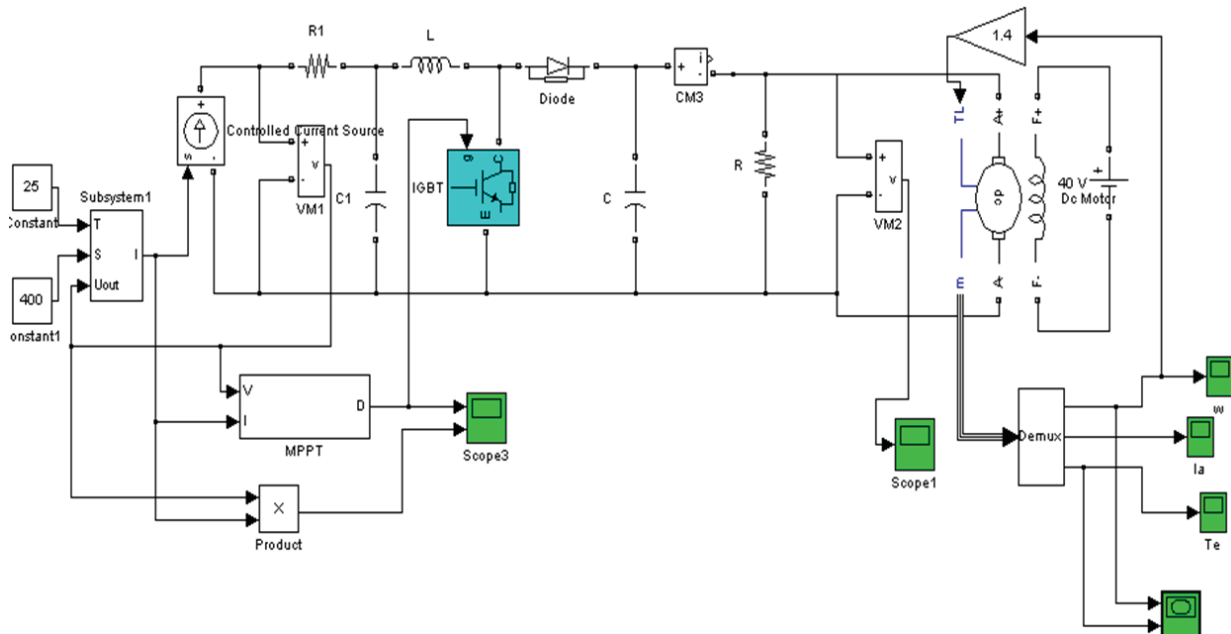 R1
L
Diode
+
i
-
CM3
1.4
+
s
-
Controlled Current Source
+
v
-
VM1
C1
g
C
IGBT
E
C
R
+
v
-
VM2
TL
A+
F+
m
A-
F-
+
40 V
Dc Motor
25
Constant
400
onstant1
Subsystem1
T
S
Uout
I
V
I
D
MPPT
Scope3
X
Product
Scope1
Demux
w
Ia
Te